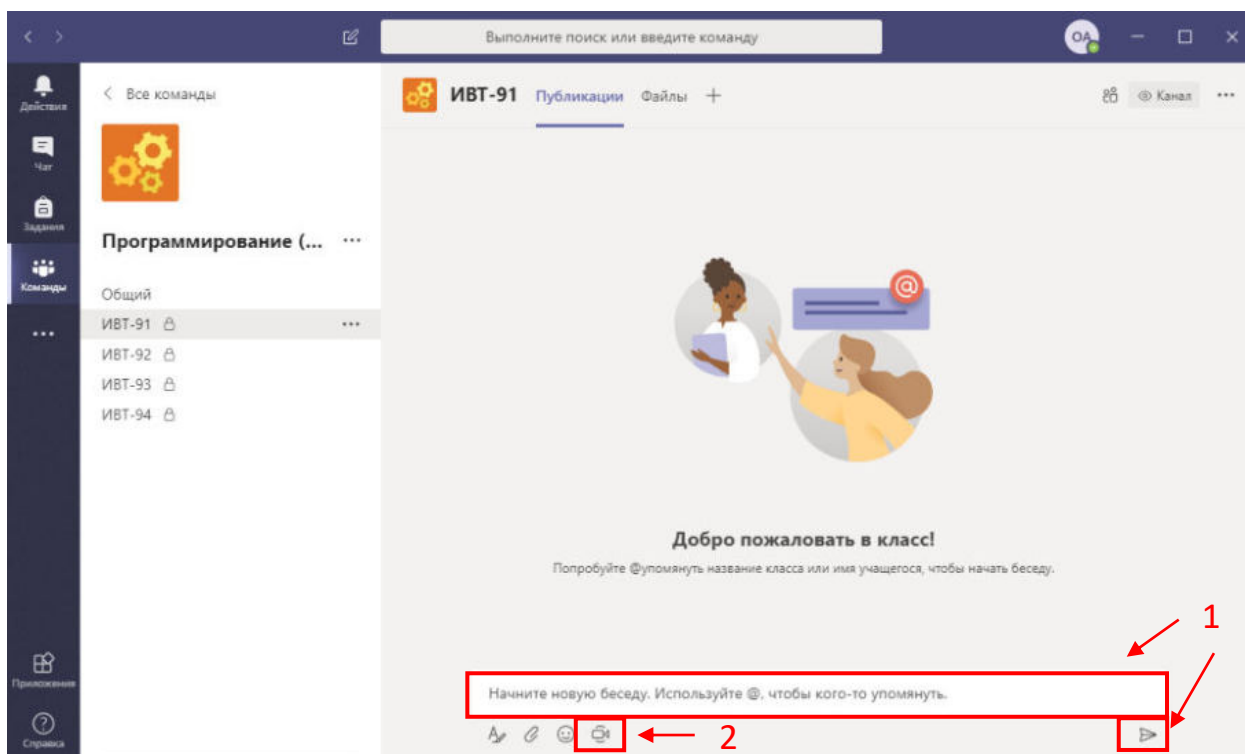 Выполните поиск или введите команду
OA
Действия
Чат
Задания
Команды
Приложения
Справка
Все команды
Программирование (...
Общий
ИВТ-91
ИВТ-92
ИВТ-93
ИВТ-94
ИВТ-91 Публикации Файлы
Канал
@
Добро пожаловать в класс!
Попробуйте @упомянуть название класса или имя учащегося, чтобы начать беседу.
1
Начните новую беседу. Используйте @, чтобы кого-то упомянуть.
2